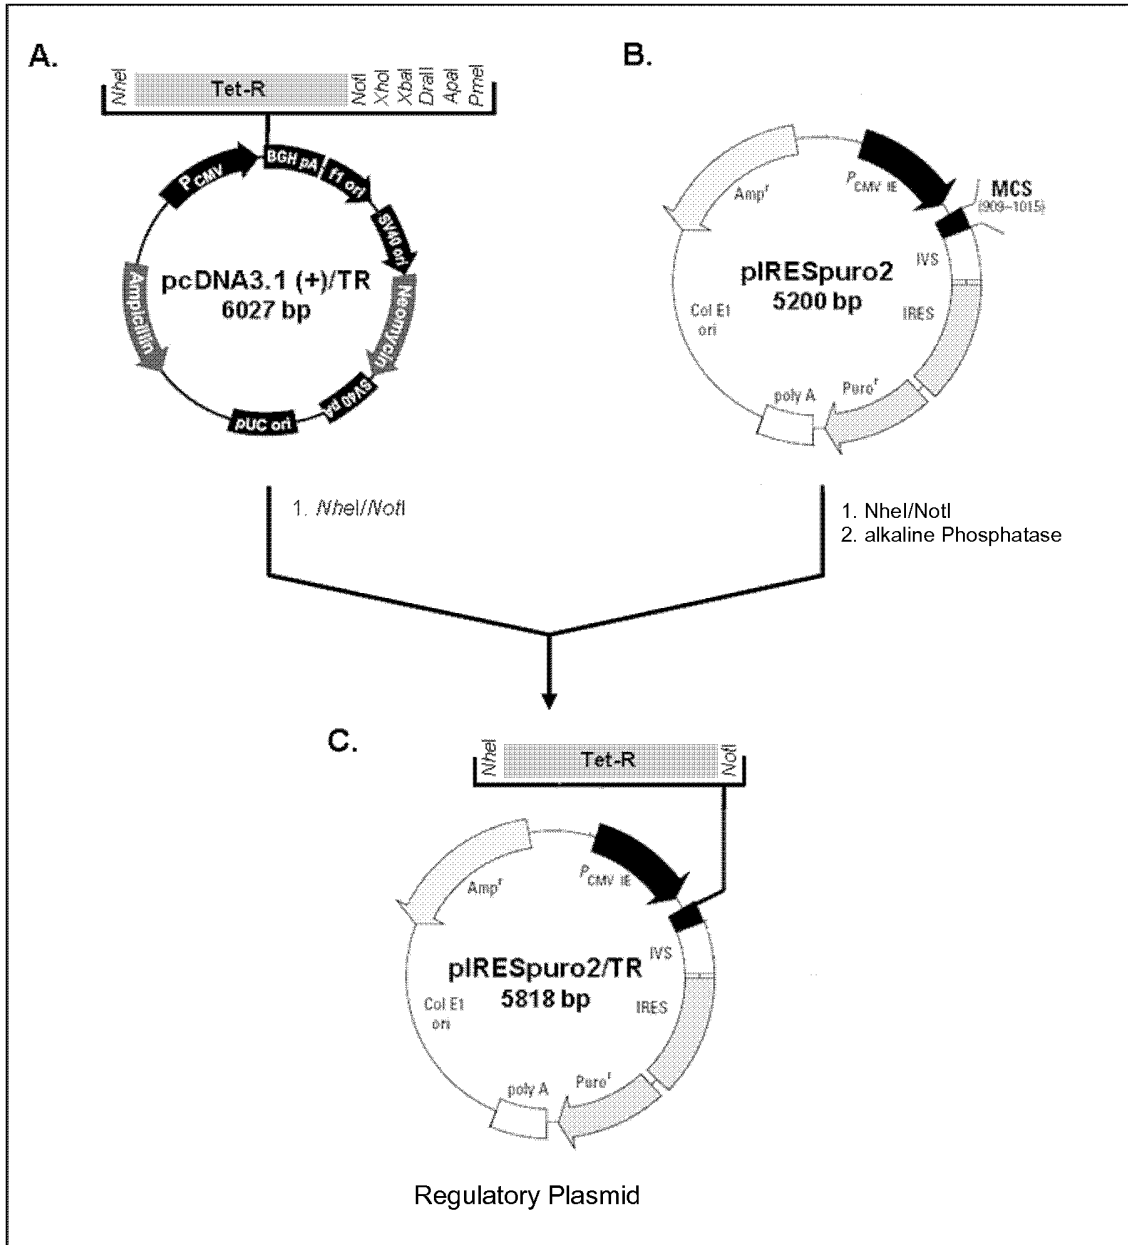 A.
NheI
Tet-R
NotI
XhoI
XbaI
DraII
ApaI
PmeI
PCMV
BGH pA
f1 ori
SV40 ori
Neomycin
SV40 pA
pUC ori
Ampicillin
pcDNA3.1 (+)/TR
6027 bp
1. NheI/NotI
B.
Ampr
PCMV IE
MCS
(909–1015)
IVS
IRES
Puror
poly A
Col E1
ori
pIRESpuro2
5200 bp
1. NheI/NotI
2. alkaline Phosphatase
C.
NheI
Tet-R
NotI
Ampr
PCMV IE
IVS
IRES
Puror
poly A
Col E1
ori
pIRESpuro2/TR
5818 bp
Regulatory Plasmid